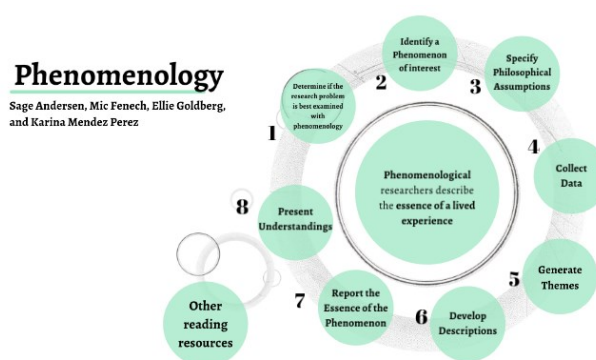 Phenomenology
Sage Andersen, Mic Fenech, Ellie Goldberg,
and Karina Mendez Perez
1
Determine if the
research problem
is best examined
with
phenomenology
2
Identify a
Phenomenon
of interest
3
Specify
Philosophical
Assumptions
4
Collect
Data
5
Generate
Themes
6
Develop
Descriptions
7
Report the
Essence of the
Phenomenon
8
Present
Understandings
Phenomenological
researchers describe
the essence of a lived
experience
Other
reading
resources